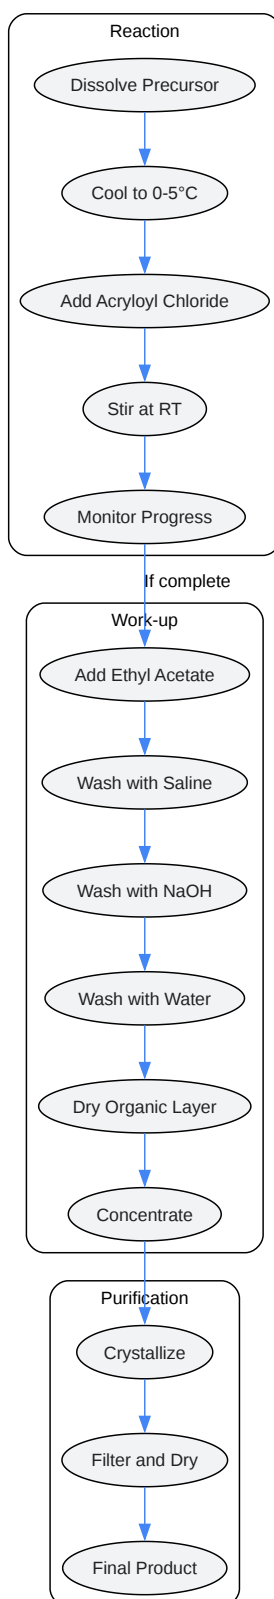 Reaction
Dissolve Precursor
Cool to 0-5°C
Add Acryloyl Chloride
Stir at RT
Monitor Progress
If complete
Work-up
Add Ethyl Acetate
Wash with Saline
Wash with NaOH
Wash with Water
Dry Organic Layer
Concentrate
Purification
Crystallize
Filter and Dry
Final Product